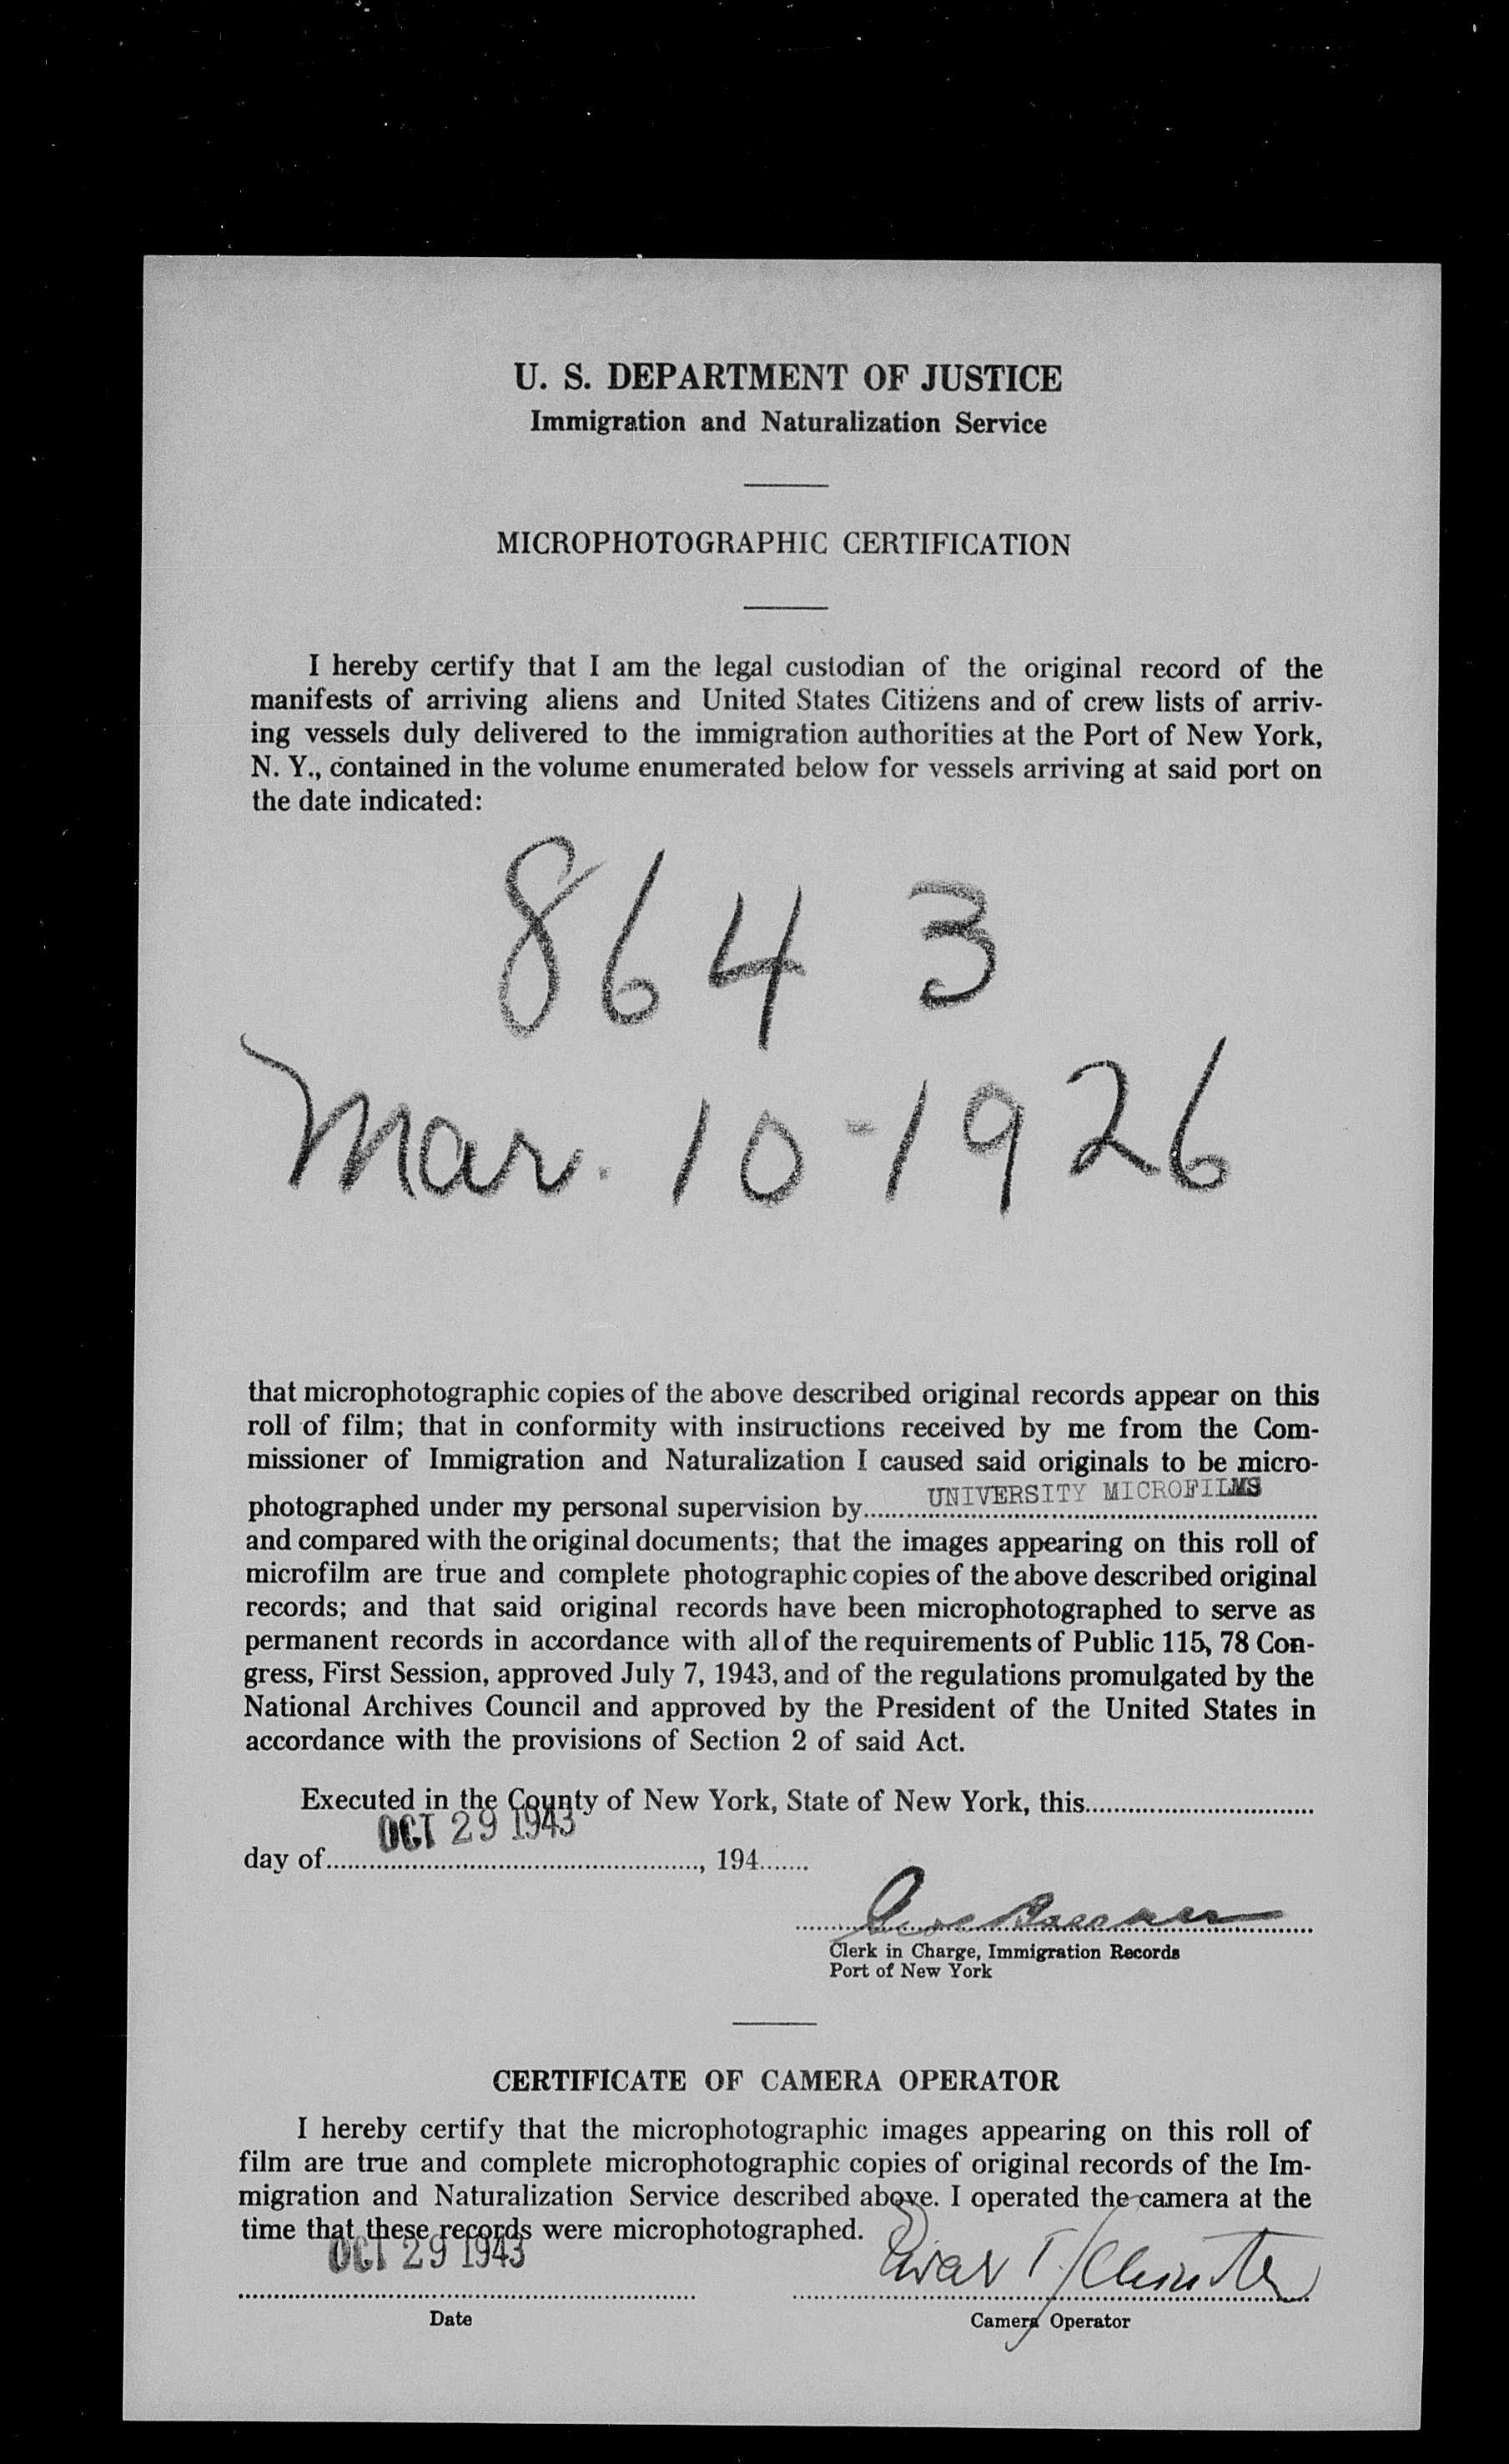 U. S. DEPARTMENT OF JUSTICE
Immigration and Naturalization Service
MICROPHOTOGRAPHIC CERTIFICATION
I hereby certify that I am the legal custodian of the original record of the
manifests of arriving aliens and United States Citizens and of crew lists of arriv-
ing vessels duly delivered to the immigration authorities at the Port of New York,
N. Y., contained in the volume enumerated below for vessels arriving at said port on
the date indicated:
8643
Mar. 10-1926
that microphotographic copies of the above described original records appear on this
roll of film; that in conformity with instructions received by me from the Com-
missioner of Immigration and Naturalization I caused said originals to be micro-
photographed under my personal supervision by UNIVERSITY MICROFILMS
and compared with the original documents; that the images appearing on this roll of
microfilm are true and complete photographic copies of the above described original
records; and that said original records have been microphotographed to serve as
permanent records in accordance with all of the requirements of Public 115, 78 Con-
gress, First Session, approved July 7, 1943, and of the regulations promulgated by the
National Archives Council and approved by the President of the United States in
accordance with the provisions of Section 2 of said Act.
Executed in the County of New York, State of New York, this
OCT 29 1943
day of , 194
Clerk in Charge, Immigration Records
Port of New York
CERTIFICATE OF CAMERA OPERATOR
I hereby certify that the microphotographic images appearing on this roll of
film are true and complete microphotographic copies of original records of the Im-
migration and Naturalization Service described above. I operated the camera at the
time that these records were microphotographed.
OCT 29 1943
Date
Camera Operator